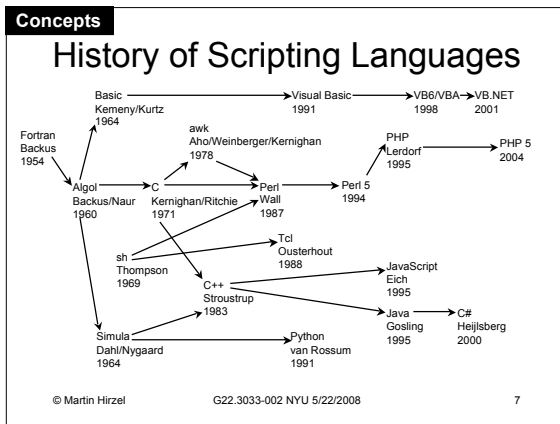 Concepts
History of Scripting Languages
Basic
Kemeny/Kurtz
1964
Visual Basic
1991
VB6/VBA
1998
VB.NET
2001
Fortran
Backus
1954
awk
Aho/Weinberger/Kernighan
1978
PHP
Lerdorf
1995
PHP 5
2004
Algol
Backus/Naur
1960
C
Kernighan/Ritchie
1971
Perl
Wall
1987
Perl 5
1994
sh
Thompson
1969
Tcl
Ousterhout
1988
C++
Stroustrup
1983
JavaScript
Eich
1995
Java
Gosling
1995
C#
Heijlsberg
2000
Simula
Dahl/Nygaard
1964
Python
van Rossum
1991
© Martin Hirzel
G22.3033-002 NYU 5/22/2008
7